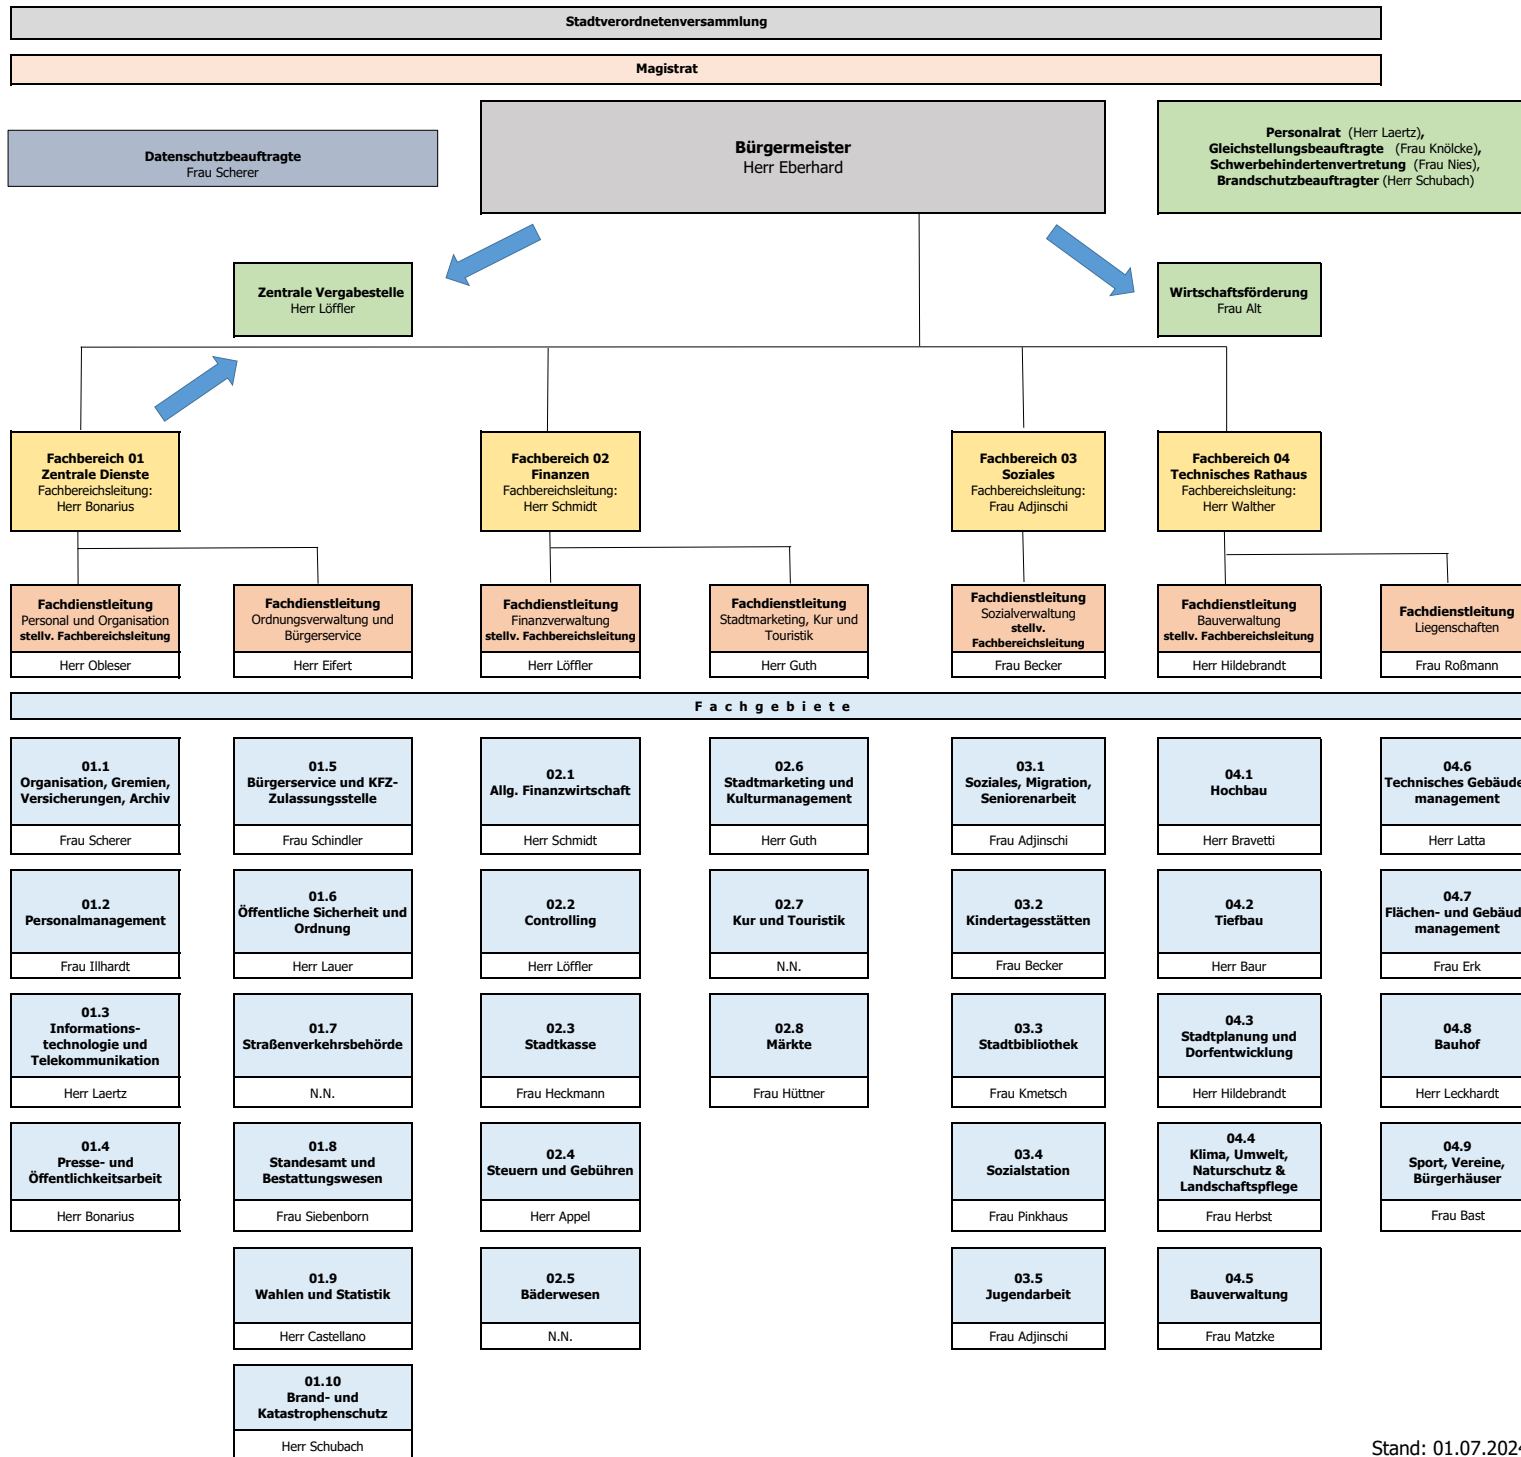 Stadtverordnetenversammlung
Magistrat
Datenschutzbeauftragte
Frau Scherer
Bürgermeister
Herr Eberhard
Personalrat (Herr Laertz),
Gleichstellungsbeauftragte (Frau Knölcke),
Schwerbehindertenvertretung (Frau Nies),
Brandschutzbeauftragter (Herr Schubach)
Zentrale Vergabestelle
Herr Löffler
Wirtschaftsförderung
Frau Alt
Fachbereich 01
Zentrale Dienste
Fachbereichsleitung:
Herr Bonarius
Fachbereich 02
Finanzen
Fachbereichsleitung:
Herr Schmidt
Fachbereich 03
Soziales
Fachbereichsleitung:
Frau Adjinschi
Fachbereich 04
Technisches Rathaus
Fachbereichsleitung:
Herr Walther
Fachdienstleitung
Personal und Organisation
stellv. Fachbereichsleitung
Herr Obleser
Fachdienstleitung
Ordnungsverwaltung und
Bürgerservice
Herr Eifert
Fachdienstleitung
Finanzverwaltung
stellv. Fachbereichsleitung
Herr Löffler
Fachdienstleitung
Stadtmarketing, Kur und
Touristik
Herr Guth
Fachdienstleitung
Sozialverwaltung
stellv.
Fachbereichsleitung
Frau Becker
Fachdienstleitung
Bauverwaltung
stellv. Fachbereichsleitung
Herr Hildebrandt
Fachdienstleitung
Liegenschaften
Frau Roßmann
Fachgebiete
01.1
Organisation, Gremien,
Versicherungen, Archiv
Frau Scherer
01.5
Bürgerservice und KFZ-
Zulassungsstelle
Frau Schindler
02.1
Allg. Finanzwirtschaft
Herr Schmidt
02.6
Stadtmarketing und
Kulturmanagement
Herr Guth
03.1
Soziales, Migration,
Seniorenarbeit
Frau Adjinschi
04.1
Hochbau
Herr Bravetti
04.6
Technisches Gebäude
management
Herr Latta
01.2
Personalmanagement
Frau Illhardt
01.6
Öffentliche Sicherheit und
Ordnung
Herr Lauer
02.2
Controlling
Herr Löffler
02.7
Kur und Touristik
N.N.
03.2
Kindertagesstätten
Frau Becker
04.2
Tiefbau
Herr Baur
04.7
Flächen- und Gebäud
management
Frau Erk
01.3
Informations-
technologie und
Telekommunikation
Herr Laertz
01.7
Straßenverkehrsbehörde
N.N.
02.3
Stadtkasse
Frau Heckmann
02.8
Märkte
Frau Hüttner
03.3
Stadtbibliothek
Frau Kmetsch
04.3
Stadtplanung und
Dorfentwicklung
Herr Hildebrandt
04.8
Bauhof
Herr Leckhardt
01.4
Presse- und
Öffentlichkeitsarbeit
Herr Bonarius
01.8
Standesamt und
Bestattungswesen
Frau Siebenborn
02.4
Steuern und Gebühren
Herr Appel
03.4
Sozialstation
Frau Pinkhaus
04.4
Klima, Umwelt,
Naturschutz &
Landschaftspflege
Frau Herbst
04.9
Sport, Vereine,
Bürgerhäuser
Frau Bast
01.9
Wahlen und Statistik
Herr Castellano
02.5
Bäderwesen
N.N.
03.5
Jugendarbeit
Frau Adjinschi
04.5
Bauverwaltung
Frau Matzke
01.10
Brand- und
Katastrophenschutz
Herr Schubach
Stand: 01.07.2024